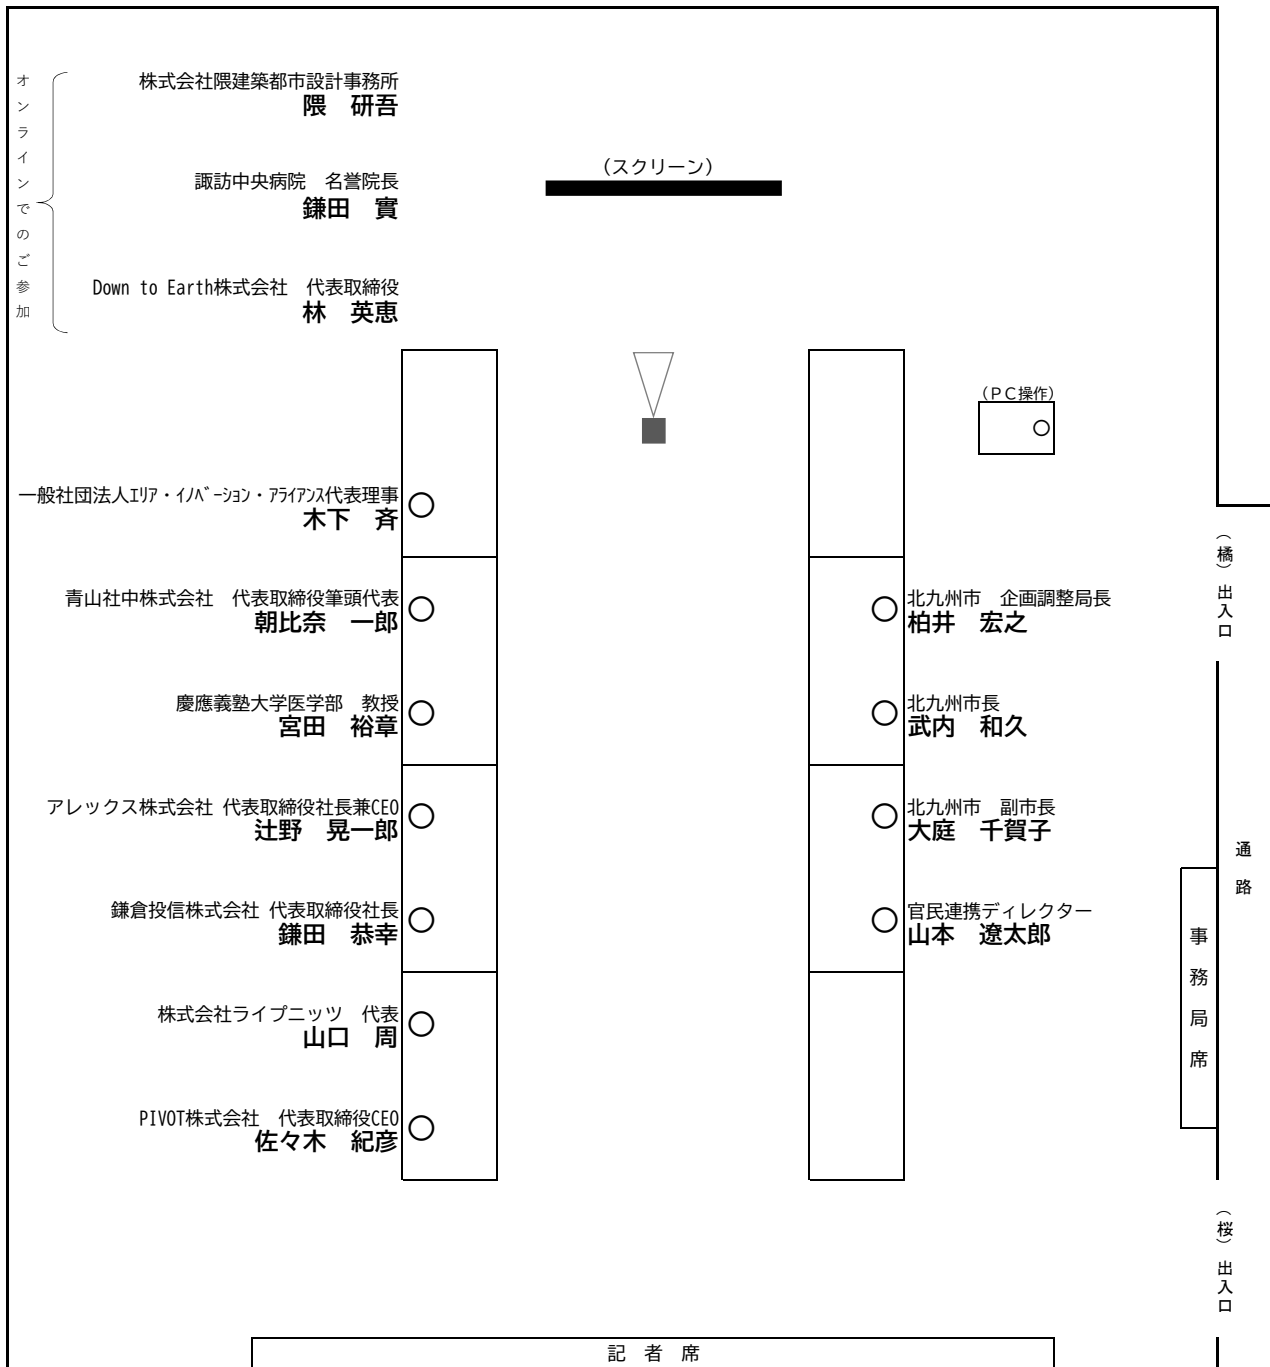 オンラインでのご参加
株式会社隈建築都市設計事務所
隈　研吾
諏訪中央病院　名誉院長
鎌田　實
Down to Earth株式会社　代表取締役
林　英恵
（スクリーン）
（ＰＣ操作）
一般社団法人ｴﾘｱ・ｲﾉﾍﾞｰｼｮﾝ・ｱﾗｲｱﾝｽ代表理事
木下　斉
青山社中株式会社　代表取締役筆頭代表
朝比奈　一郎
慶應義塾大学医学部　教授
宮田　裕章
アレックス株式会社 代表取締役社長兼CEO
辻野　晃一郎
鎌倉投信株式会社 代表取締役社長
鎌田　恭幸
株式会社ライプニッツ　代表
山口　周
PIVOT株式会社　代表取締役CEO
佐々木　紀彦
北九州市　企画調整局長
柏井　宏之
北九州市長
武内　和久
北九州市　副市長
大庭　千賀子
官民連携ディレクター
山本　遼太郎
（橘）出入口
通路
事務局席
（桜）出入口
記者席